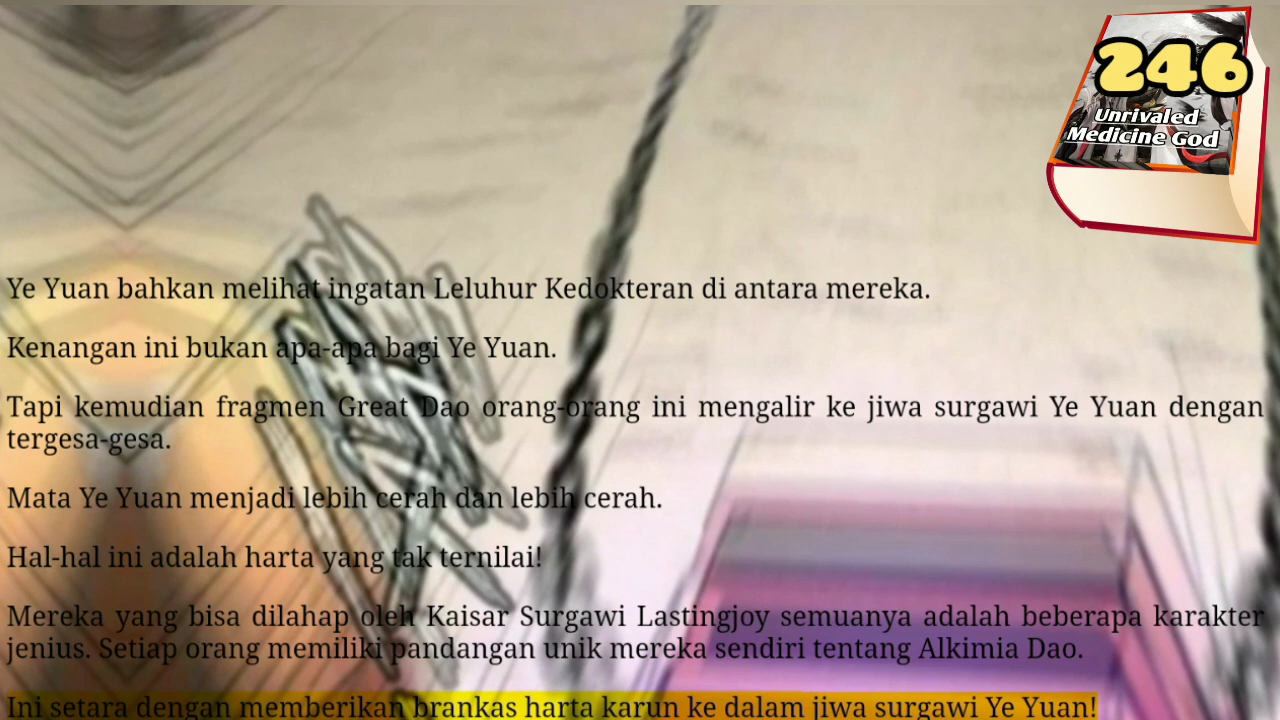 246
Unrivaled
Medicine God
Ye Yuan bahkan melihat ingatan Leluhur Kedokteran di antara mereka.
Kenangan ini bukan apa-apa bagi Ye Yuan.
Tapi kemudian fragmen Great Dao orang-orang ini mengalir ke jiwa surgawi Ye Yuan dengan
tergesa-gesa.
Mata Ye Yuan menjadi lebih cerah dan lebih cerah.
Hal-hal ini adalah harta yang tak ternilai!
Mereka yang bisa dilahap oleh Kaisar Surgawi Lastingjoy semuanya adalah beberapa karakter
jenius. Setiap orang memiliki pandangan unik mereka sendiri tentang Alkimia Dao.
Ini setara dengan memberikan brankas harta karun ke dalam jiwa surgawi Ye Yuan!